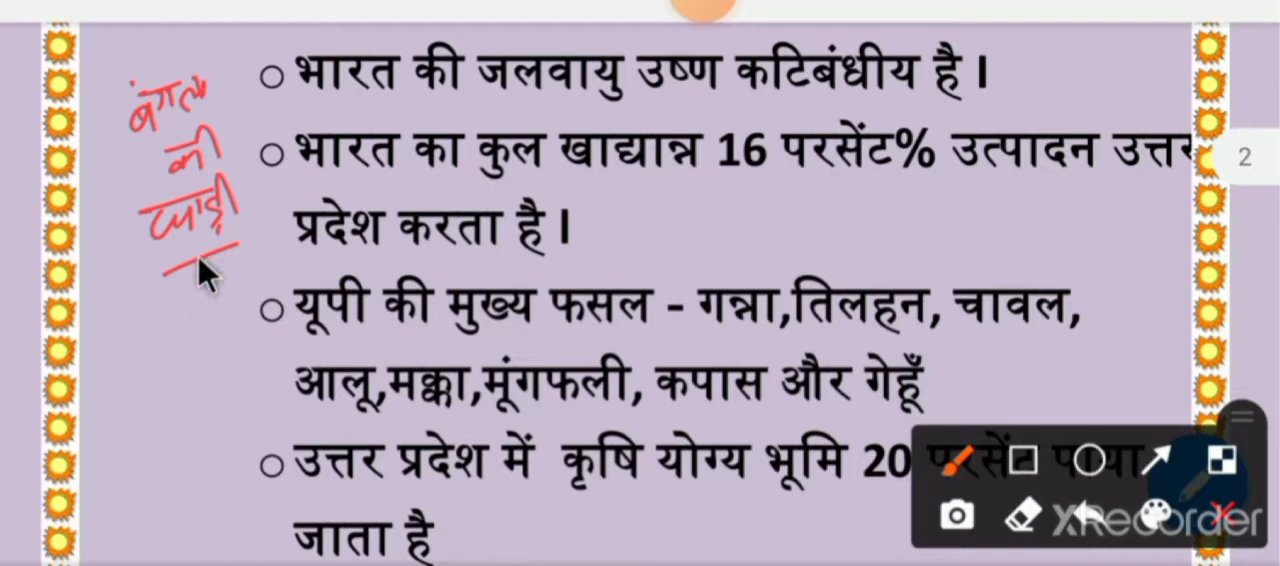 ○ भारत की जलवायु उष्ण कटिबंधीय है ।
○ भारत का कुल खाद्यान्न 16 परसेंट% उत्पादन उत्तर
प्रदेश करता है ।
○ यूपी की मुख्य फसल - गन्ना,तिलहन, चावल,
आलू,मक्का,मूंगफली, कपास और गेहूँ
○ उत्तर प्रदेश में कृषि योग्य भूमि 20 परसेंट पाया
जाता है
की
खाड़ी
2
XRecorder